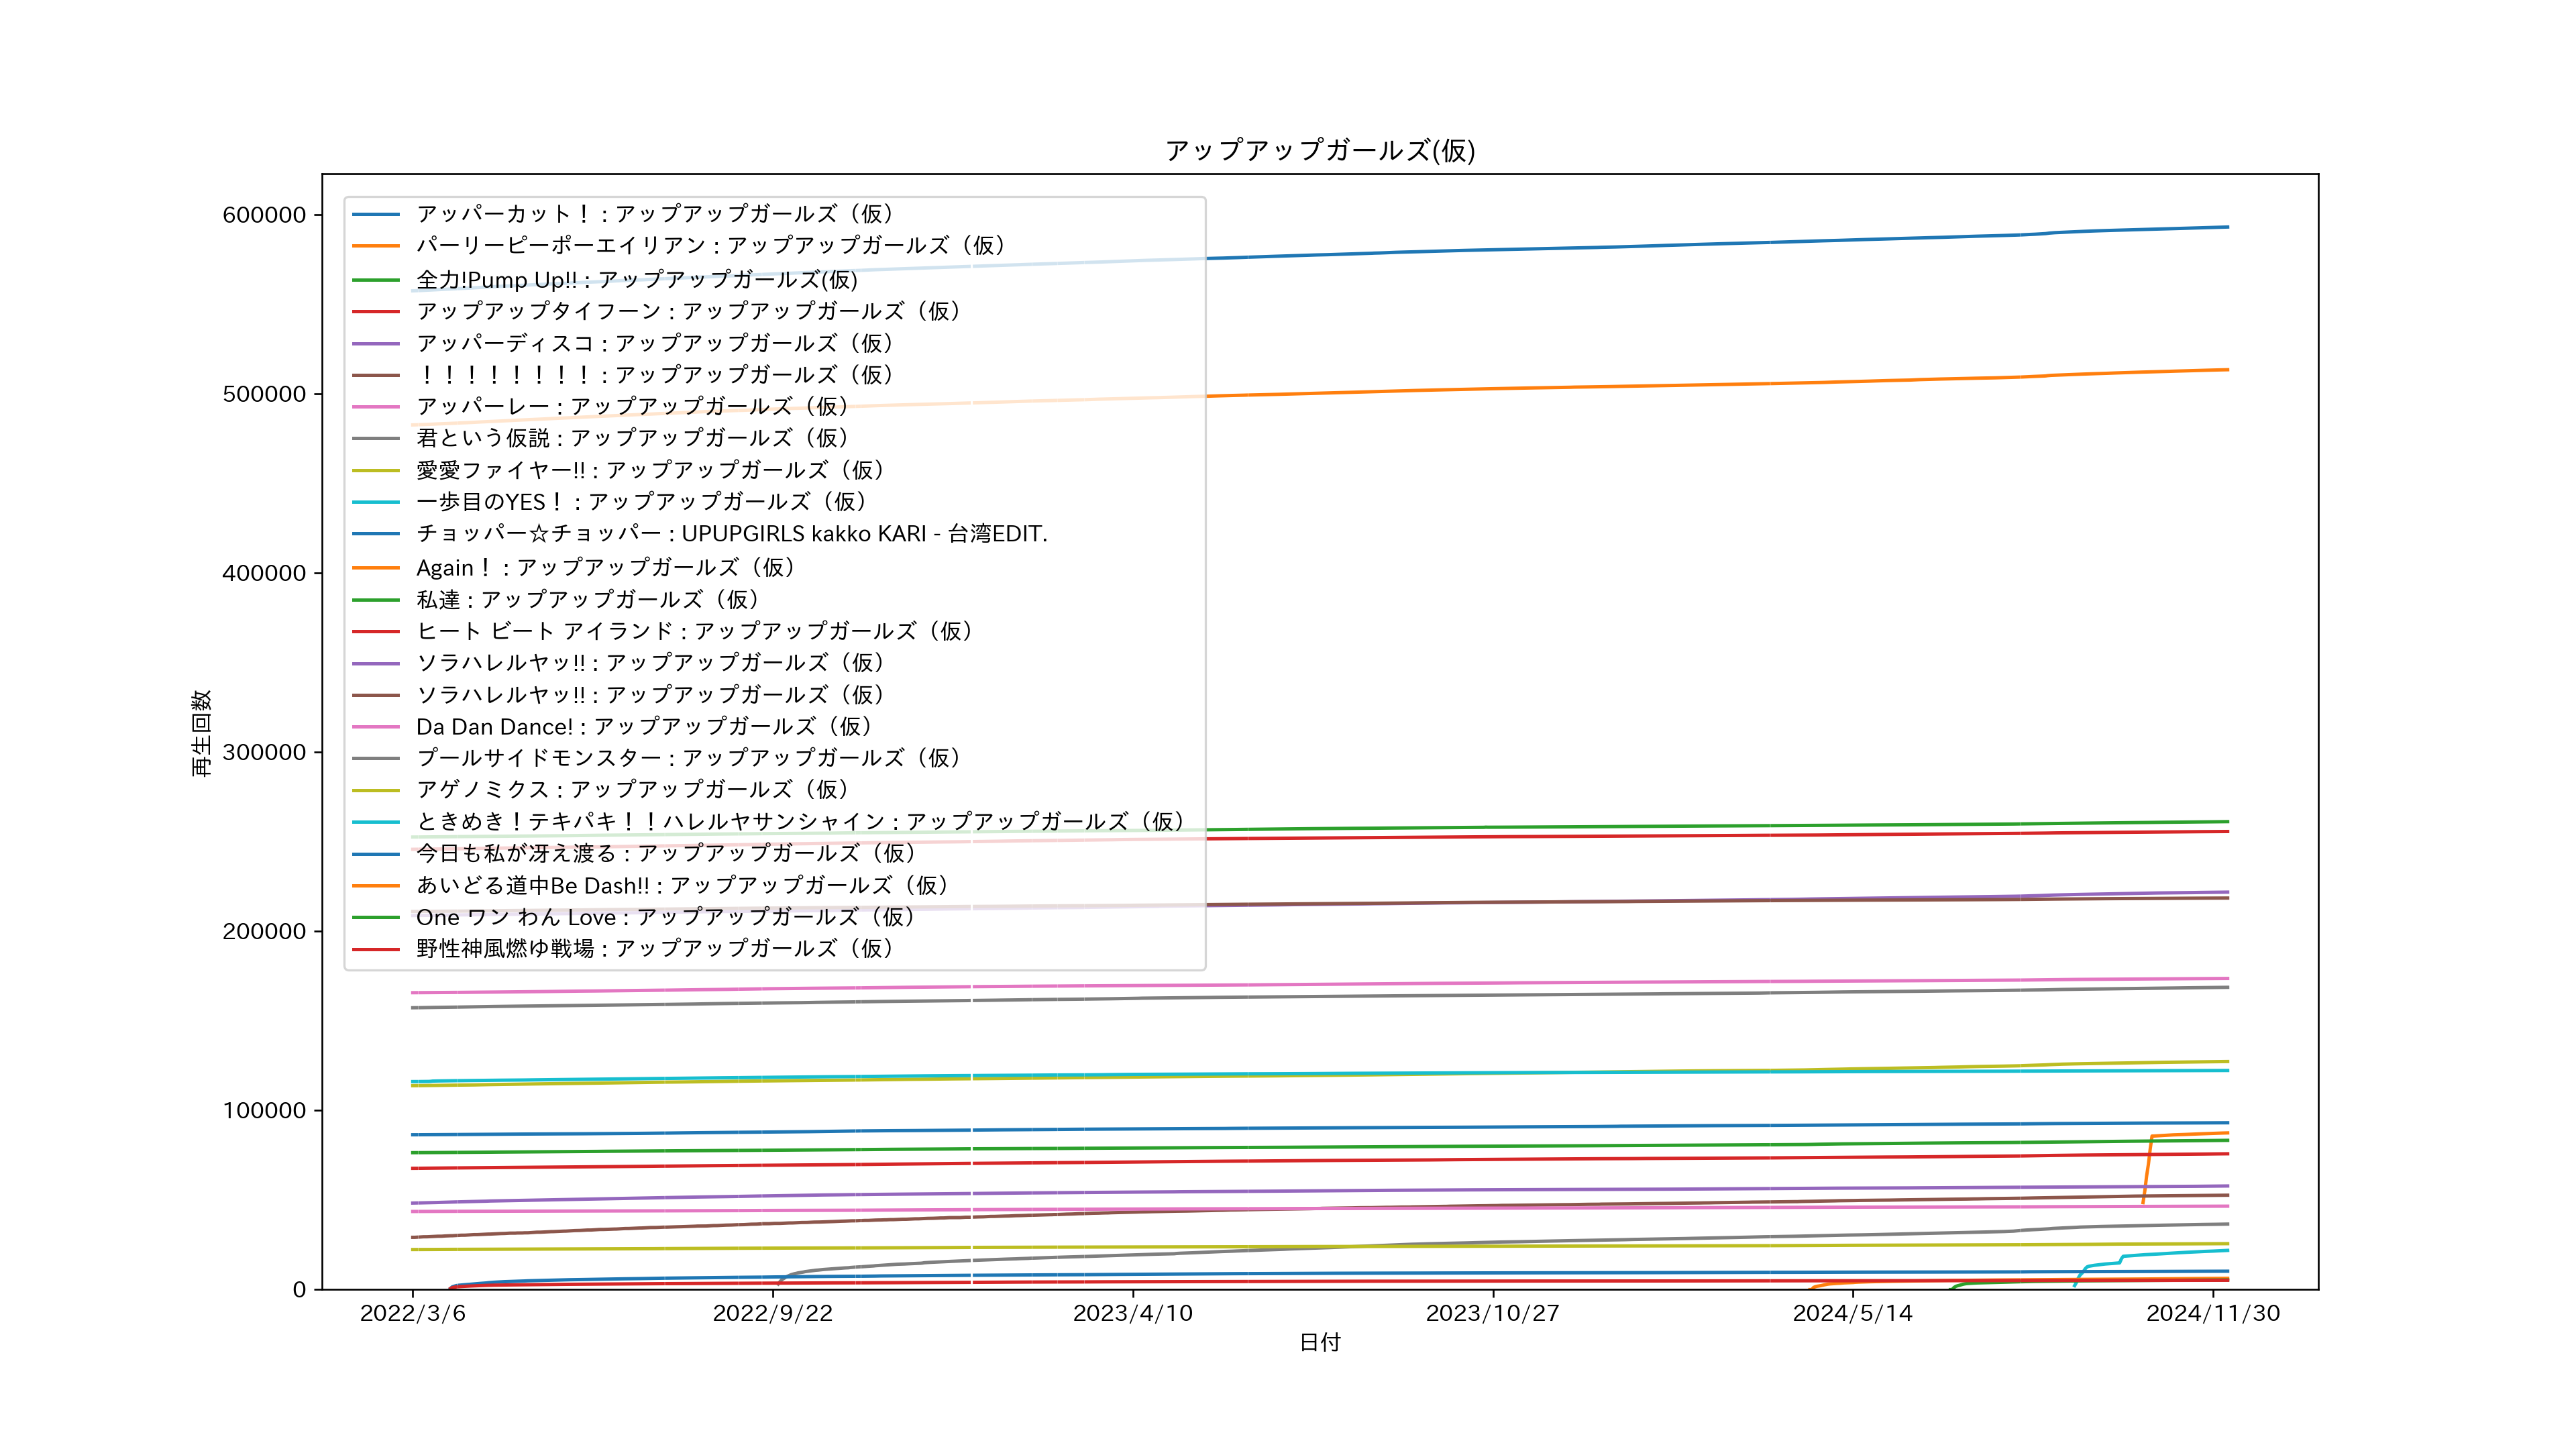 アップアップガールズ(仮)
600000
500000
400000
300000
200000
100000
0
再生回数
アッパーカット！ : アップアップガールズ（仮）
パーリーピーポーエイリアン : アップアップガールズ（仮）
全力!Pump Up!! : アップアップガールズ(仮)
アップアップタイフーン : アップアップガールズ（仮）
アッパーディスコ : アップアップガールズ（仮）
！！！！！！！！ : アップアップガールズ（仮）
アッパーレー : アップアップガールズ（仮）
君という仮説 : アップアップガールズ（仮）
愛愛ファイヤー!! : アップアップガールズ（仮）
一歩目のYES！ : アップアップガールズ（仮）
チョッパー☆チョッパー : UPUPGIRLS kakko KARI - 台湾EDIT.
Again！ : アップアップガールズ（仮）
私達 : アップアップガールズ（仮）
ヒート ビート アイランド : アップアップガールズ（仮）
ソラハレルヤッ!! : アップアップガールズ（仮）
ソラハレルヤッ!! : アップアップガールズ（仮）
Da Dan Dance! : アップアップガールズ（仮）
プールサイドモンスター : アップアップガールズ（仮）
アゲノミクス : アップアップガールズ（仮）
ときめき！テキパキ！！ハレルヤサンシャイン : アップアップガールズ（仮）
今日も私が冴え渡る : アップアップガールズ（仮）
あいどる道中Be Dash!! : アップアップガールズ（仮）
One ワン わん Love : アップアップガールズ（仮）
野性神風燃ゆ戦場 : アップアップガールズ（仮）
2022/3/6
2022/9/22
2023/4/10
2023/10/27
2024/5/14
2024/11/30
日付